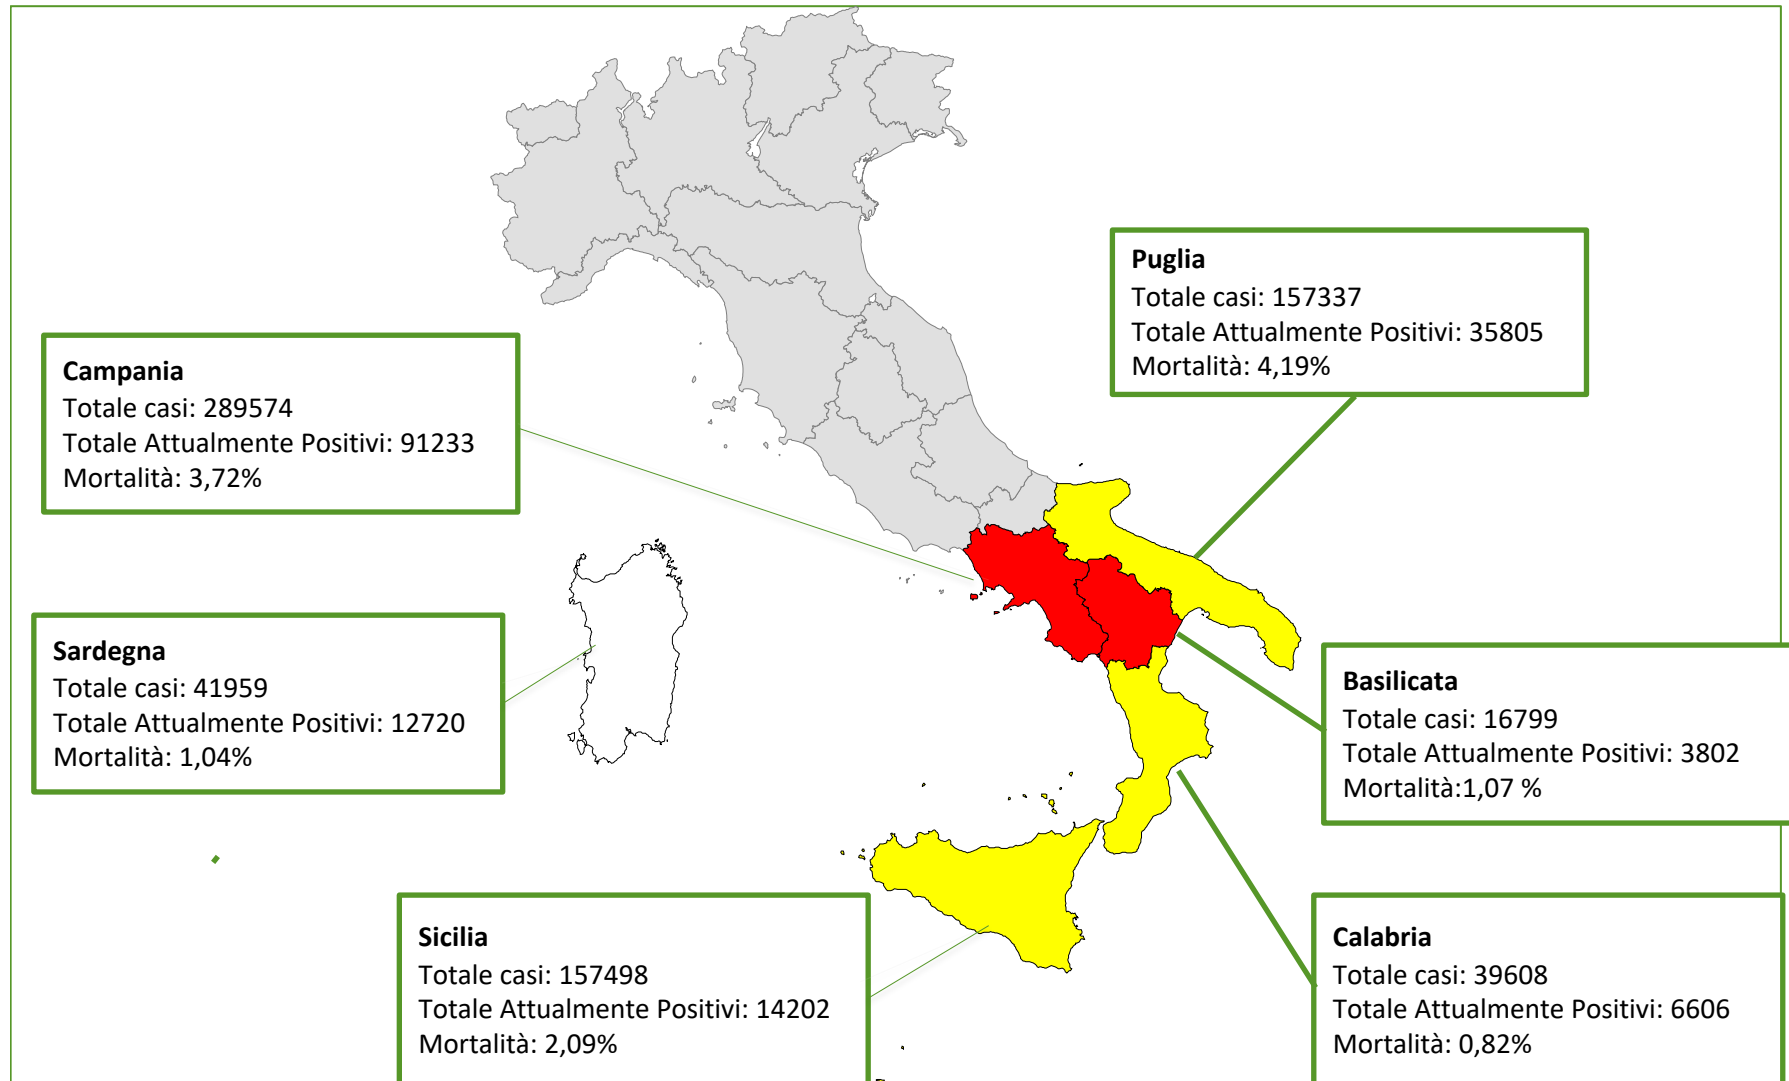 Puglia
Totale casi: 157337
Totale Attualmente Positivi: 35805
Mortalità: 4,19%
Campania
Totale casi: 289574
Totale Attualmente Positivi: 91233
Mortalità: 3,72%
Sardegna
Totale casi: 41959
Totale Attualmente Positivi: 12720
Mortalità: 1,04%
Basilicata
Totale casi: 16799
Totale Attualmente Positivi: 3802
Mortalità:1,07 %
Sicilia
Totale casi: 157498
Totale Attualmente Positivi: 14202
Mortalità: 2,09%
Calabria
Totale casi: 39608
Totale Attualmente Positivi: 6606
Mortalità: 0,82%